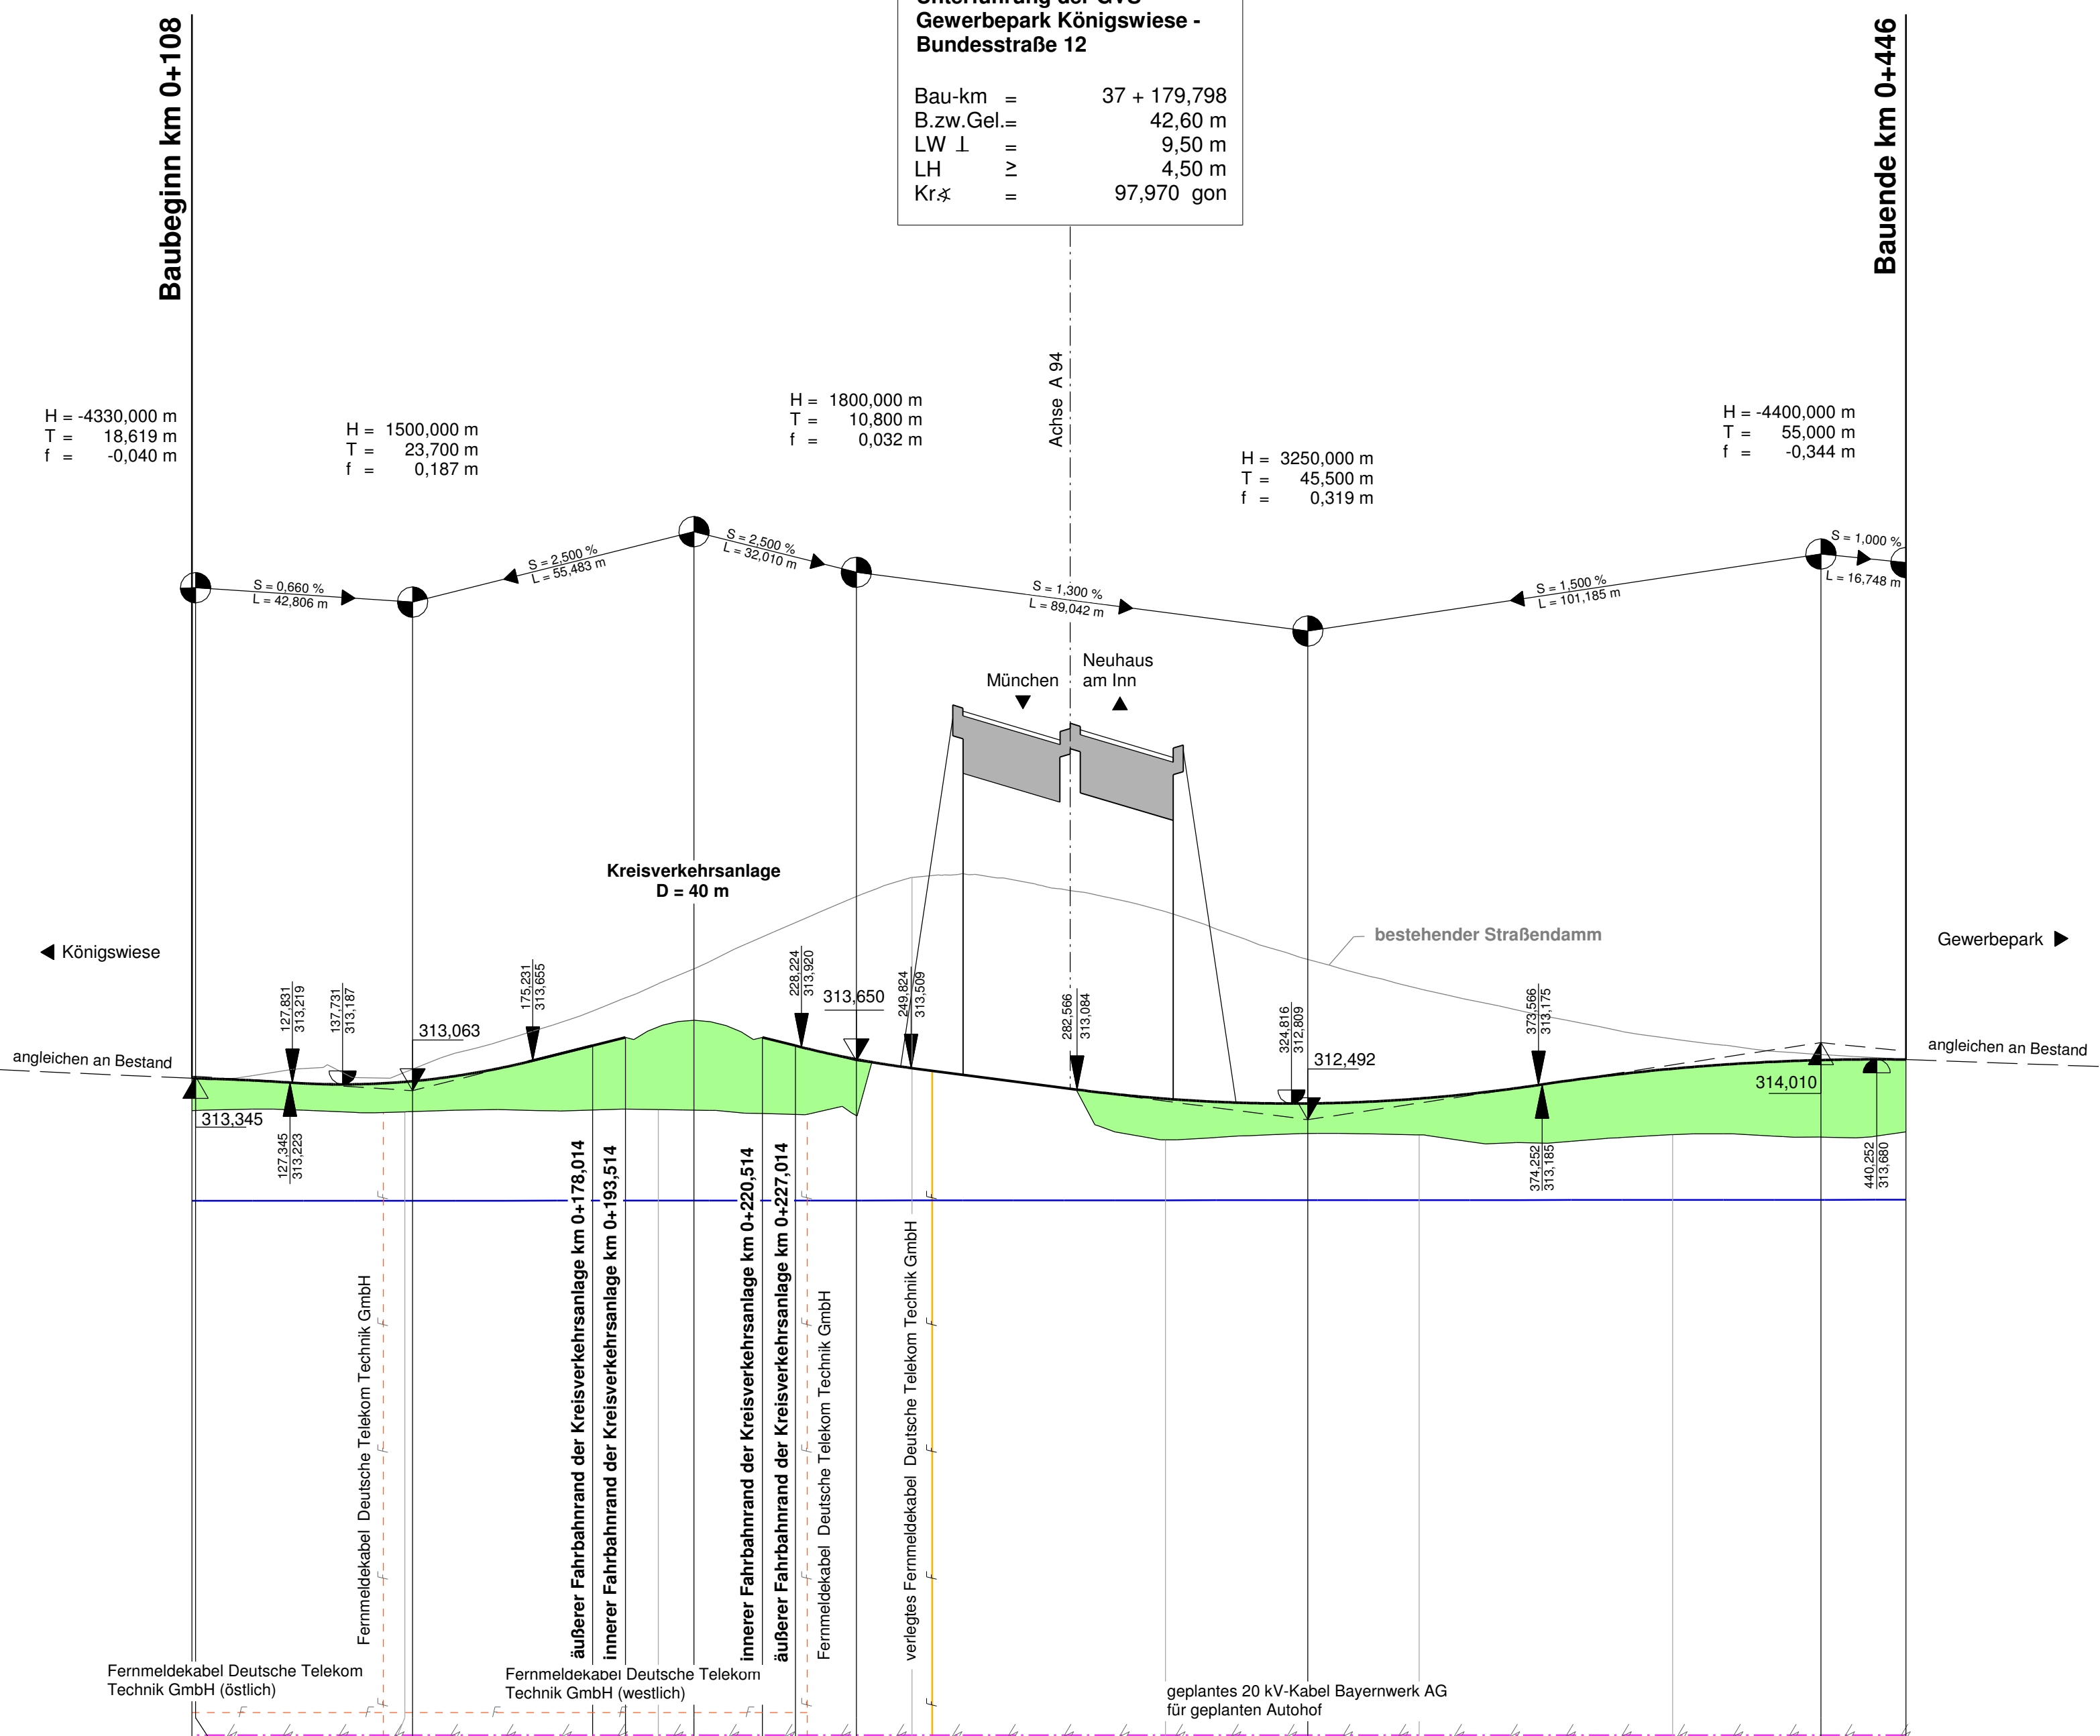 Unterführung der GVS
Gewerbepark Königswiese -
Bundesstraße 12
Bau-km = 37 + 179,798
B.zw.Gel.= 42,60 m
LW ⊥ = 9,50 m
LH ≥ 4,50 m
Kr.∡ = 97,970 gon
Baubeginn km 0+108
Bauende km 0+446
Achse A 94
H = -4330,000 m
T = 18,619 m
f = -0,040 m
H = 1500,000 m
T = 23,700 m
f = 0,187 m
H = 1800,000 m
T = 10,800 m
f = 0,032 m
H = 3250,000 m
T = 45,500 m
f = 0,319 m
H = -4400,000 m
T = 55,000 m
f = -0,344 m
S = 0,660 %
L = 42,806 m
S = 2,500 %
L = 55,483 m
S = 2,500 %
L = 32,010 m
S = 1,300 %
L = 89,042 m
S = 1,500 %
L = 101,185 m
S = 1,000 %
L = 16,748 m
München
Neuhaus
am Inn
Kreisverkehrsanlage
D = 40 m
bestehender Straßendamm
Königswiese
Gewerbepark
angleichen an Bestand
angleichen an Bestand
127,831
313,219
137,731
313,187
313,063
175,231
313,655
228,224
313,920
313,650
249,824
313,509
282,566
313,084
324,816
312,809
312,492
373,566
313,175
314,010
313,345
127,345
313,223
374,252
313,185
440,252
313,680
Fernmeldekabel Deutsche Telekom Technik GmbH
äußerer Fahrbahnrand der Kreisverkehrsanlage km 0+178,014
innerer Fahrbahnrand der Kreisverkehrsanlage km 0+193,514
innerer Fahrbahnrand der Kreisverkehrsanlage km 0+220,514
äußerer Fahrbahnrand der Kreisverkehrsanlage km 0+227,014
Fernmeldekabel Deutsche Telekom Technik GmbH
verlegtes Fernmeldekabel Deutsche Telekom Technik GmbH
Fernmeldekabel Deutsche Telekom
Technik GmbH (östlich)
Fernmeldekabel Deutsche Telekom
Technik GmbH (westlich)
geplantes 20 kV-Kabel Bayernwerk AG
für geplanten Autohof